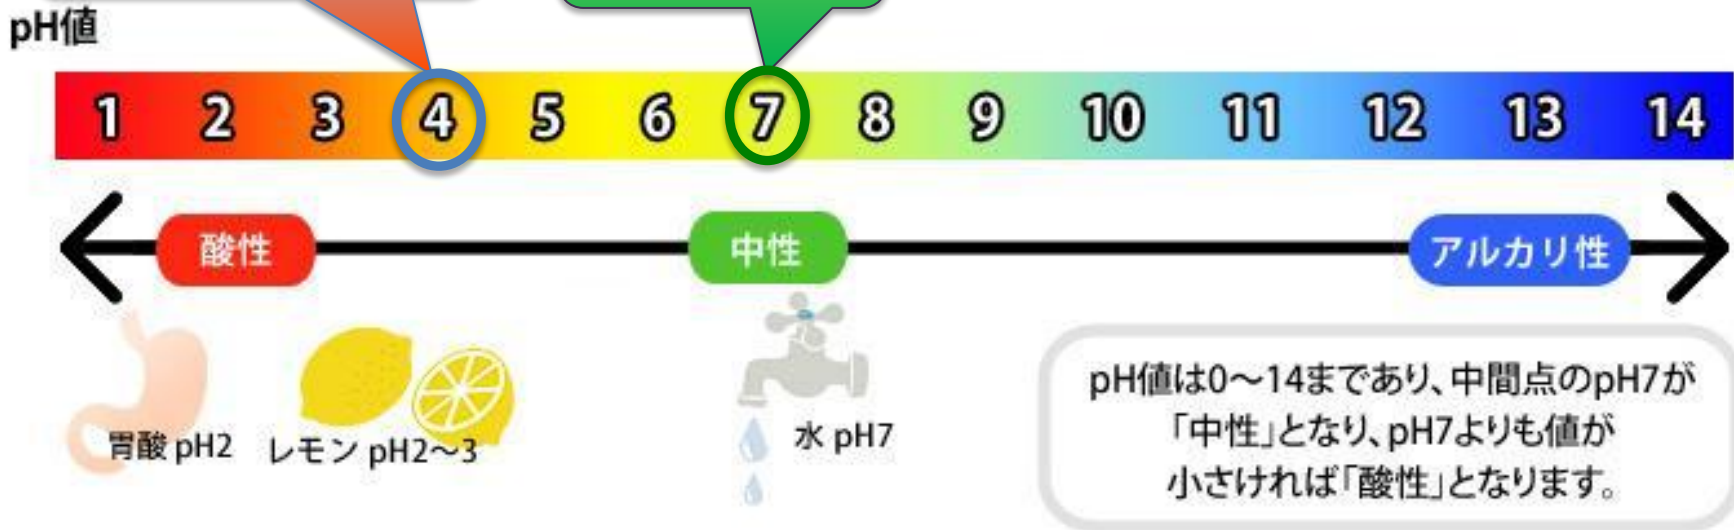 pH値
1 2 3 4 5 6 7 8 9 10 11 12 13 14
酸性 中性 アルカリ性
胃酸 pH2 レモン pH2～3 水 pH7
pH値は0～14まであり、中間点のpH7が
「中性」となり、pH7よりも値が
小さければ「酸性」となります。